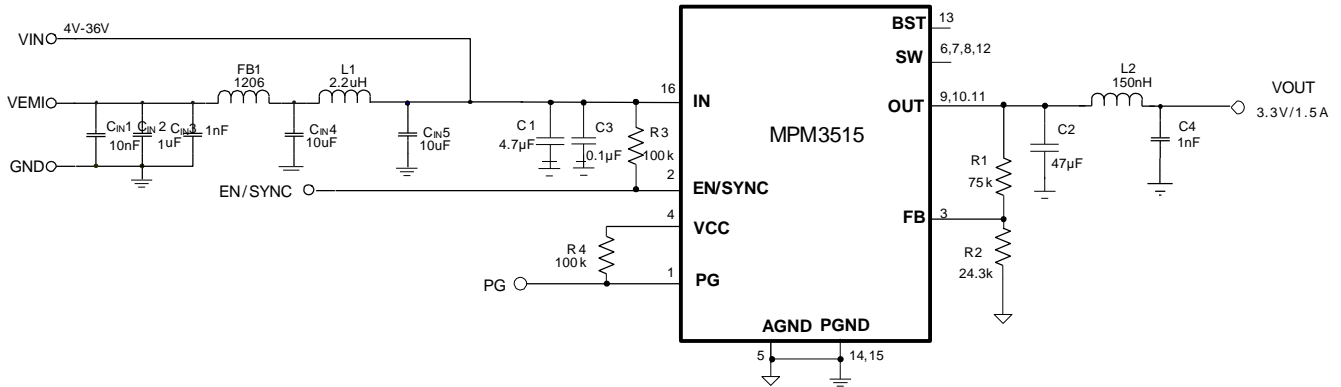 VIN
4V-36V
FB1
1206
L1
2.2uH
VEMI
CIN1
10nF
CIN2
1uF
CIN3
1nF
CIN4
10uF
CIN5
10uF
GND
C1
4.7µF
C3
0.1µF
R3
100k
EN/SYNC
R4
100k
PG
16
IN
2
EN/SYNC
4
VCC
1
PG
MPM3515
BST
13
SW
6,7,8,12
OUT
9,10.11
FB
3
AGND
PGND
5
14,15
L2
150nH
VOUT
3.3V/1.5A
C2
47µF
C4
1nF
R1
75k
R2
24.3k